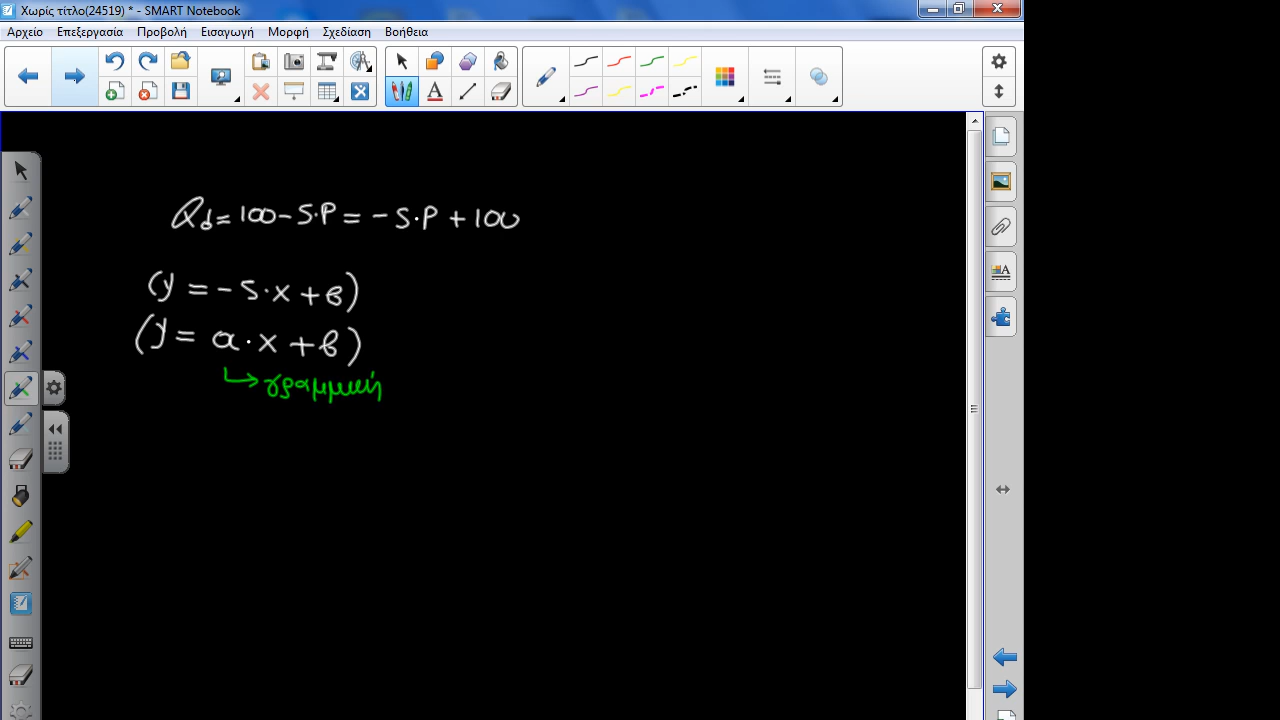 Χωρίς τίτλο(24519) * - SMART Notebook
Αρχείο Επεξεργασία Προβολή Εισαγωγή Μορφή Σχεδίαση Βοήθεια
Qd = 100 - 5·P = -5·P + 100
(y = -5·x + β)
(y = α·x + β)
γραμμική